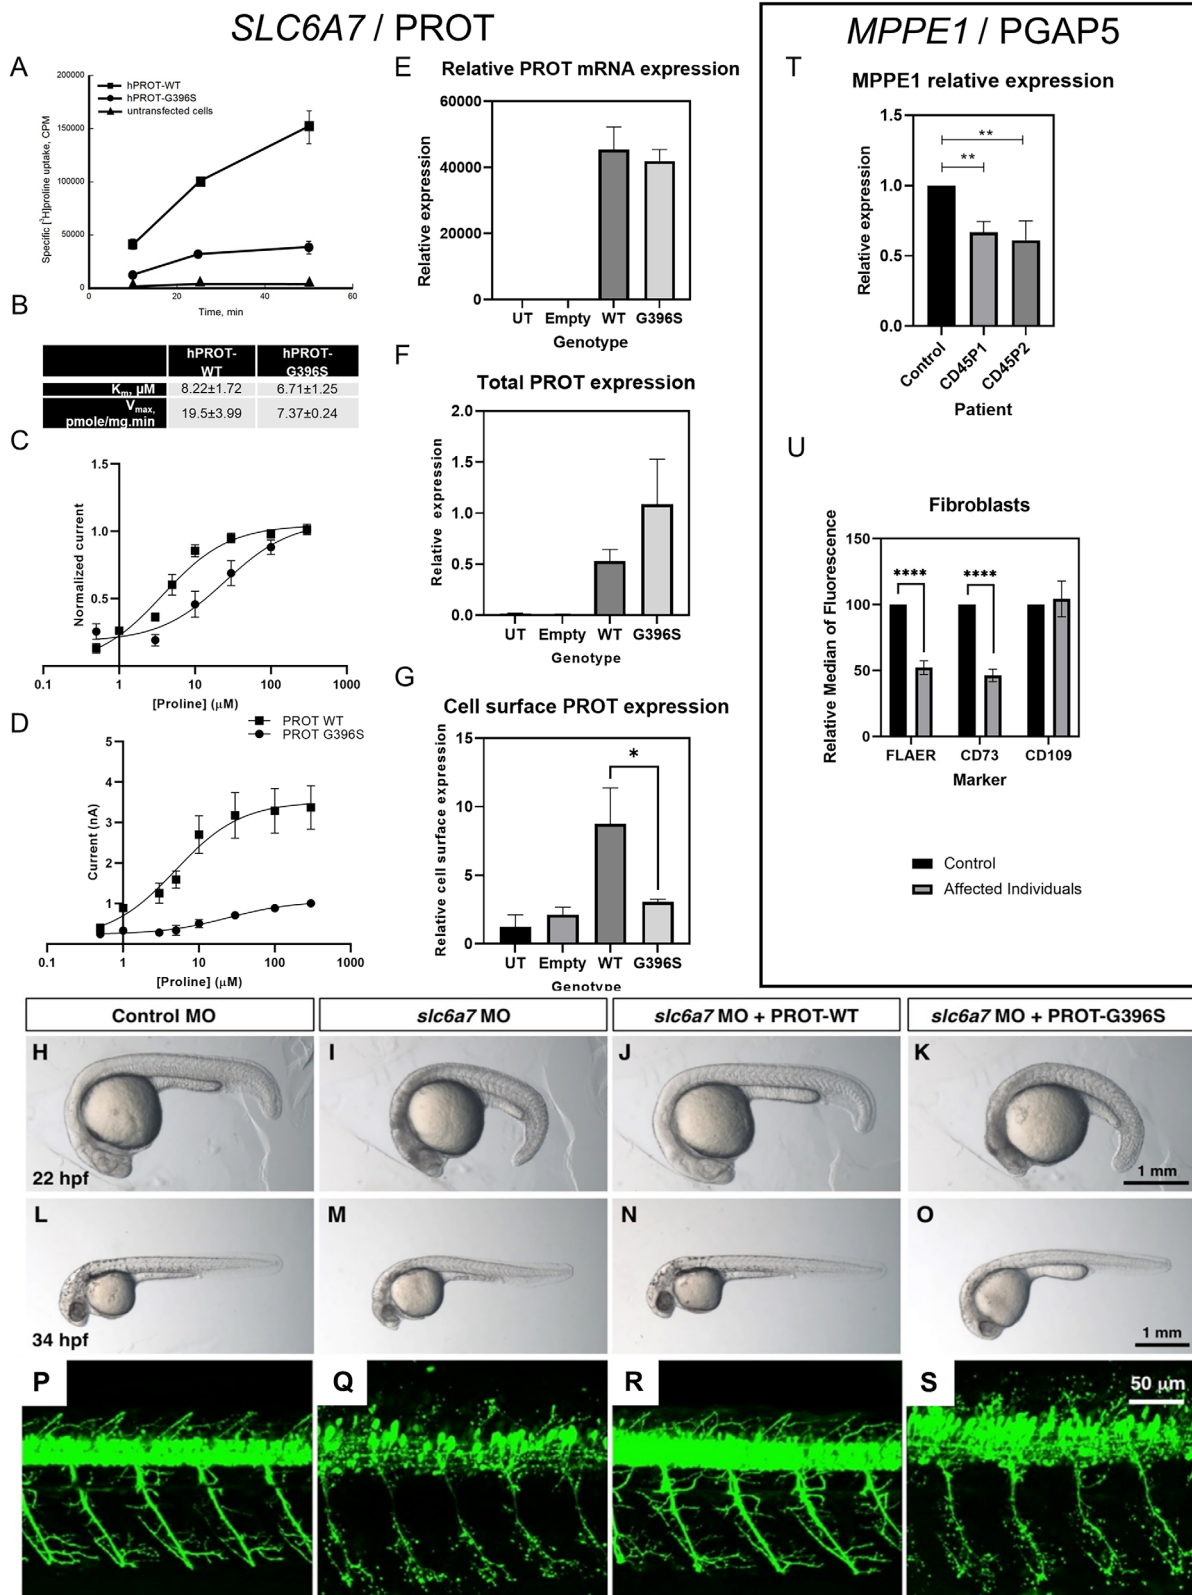 SLC6A7 / PROT
MPPE1 / PGAP5
A
200000
150000
100000
50000
0
0
20
40
60
Specific [³H]proline uptake, CPM
Time, min
hPROT-WT
hPROT-G396S
untransfected cells
B
hPROT-WT
hPROT-G396S
Km, µM
8.22±1.72
6.71±1.25
Vmax, pmole/mg.min
19.5±3.99
7.37±0.24
C
1.5
1.0
0.5
Normalized current
0.1
1
10
100
1000
[Proline] (µM)
D
PROT WT
PROT G396S
5
4
3
2
1
Current (nA)
0.1
1
10
100
1000
[Proline] (µM)
E
Relative PROT mRNA expression
60000
40000
20000
0
Relative expression
UT
Empty
WT
G396S
Genotype
F
Total PROT expression
2.0
1.5
1.0
0.5
0.0
Relative expression
UT
Empty
WT
G396S
Genotype
G
Cell surface PROT expression
15
10
5
0
Relative cell surface expression
*
UT
Empty
WT
G396S
Genotype
T
MPPE1 relative expression
1.5
1.0
0.5
0.0
Relative expression
**
**
Control
CD45P1
CD45P2
Patient
U
Fibroblasts
150
100
50
0
Relative Median of Fluorescence
****
****
FLAER
CD73
CD109
Marker
Control
Affected Individuals
Control MO
slc6a7 MO
slc6a7 MO + PROT-WT
slc6a7 MO + PROT-G396S
H
I
J
K
22 hpf
1 mm
L
M
N
O
34 hpf
1 mm
P
Q
R
S
50 µm